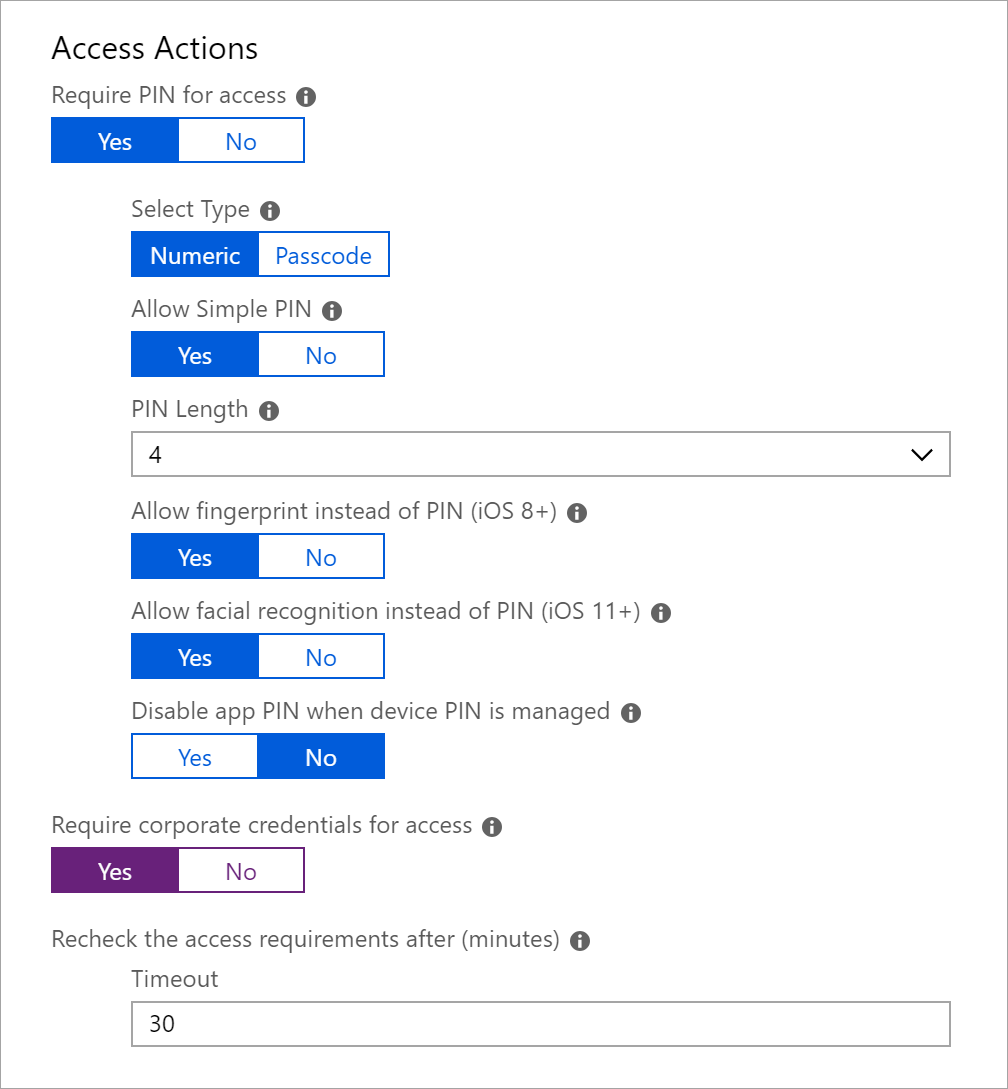 Access Actions
Require PIN for access
Yes No
Select Type
Numeric Passcode
Allow Simple PIN
Yes No
PIN Length
4
Allow fingerprint instead of PIN (iOS 8+)
Yes No
Allow facial recognition instead of PIN (iOS 11+)
Yes No
Disable app PIN when device PIN is managed
Yes No
Require corporate credentials for access
Yes No
Recheck the access requirements after (minutes)
Timeout
30